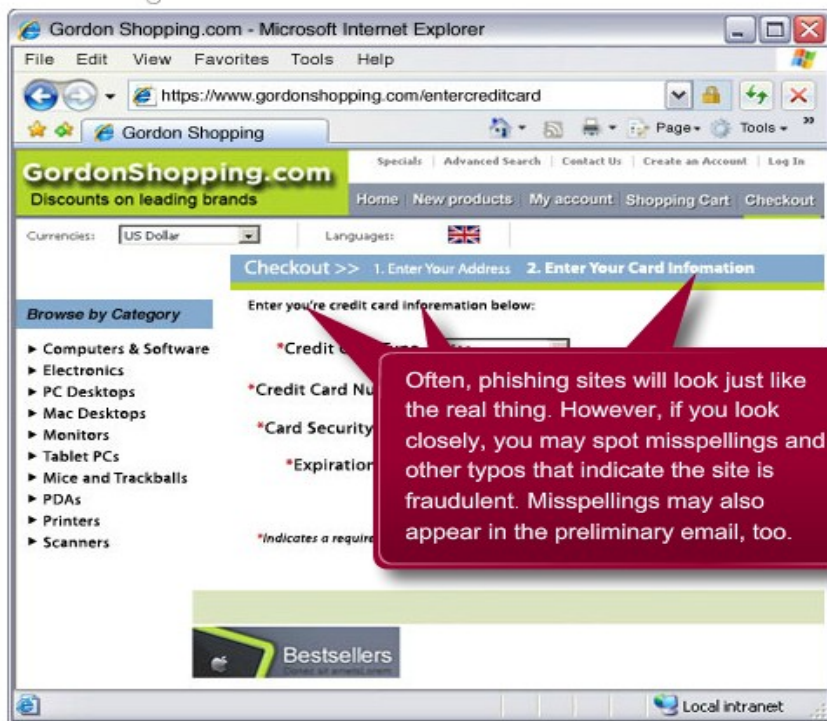 Gordon Shopping.com - Microsoft Internet Explorer
File Edit View Favorites Tools Help
https://www.gordonshopping.com/entercreditcard
Gordon Shopping
Page Tools »
Specials | Advanced Search | Contact Us | Create an Account | Log In
GordonShopping.com
Discounts on leading brands
Home | New products | My account | Shopping Cart | Checkout
Currencies: US Dollar Languages:
Checkout >> 1. Enter Your Address 2. Enter Your Card Infomation
Browse by Category
Enter you're credit card inforemation below:
► Computers & Software
► Electronics
► PC Desktops
► Mac Desktops
► Monitors
► Tablet PCs
► Mice and Trackballs
► PDAs
► Printers
► Scanners
*Credit
*Credit Card
*Card Security
*Expiration
*Indicates a
Often, phishing sites will look just like
the real thing. However, if you look
closely, you may spot misspellings and
other typos that indicate the site is
fraudulent. Misspellings may also
appear in the preliminary email, too.
Bestsellers
Local intranet